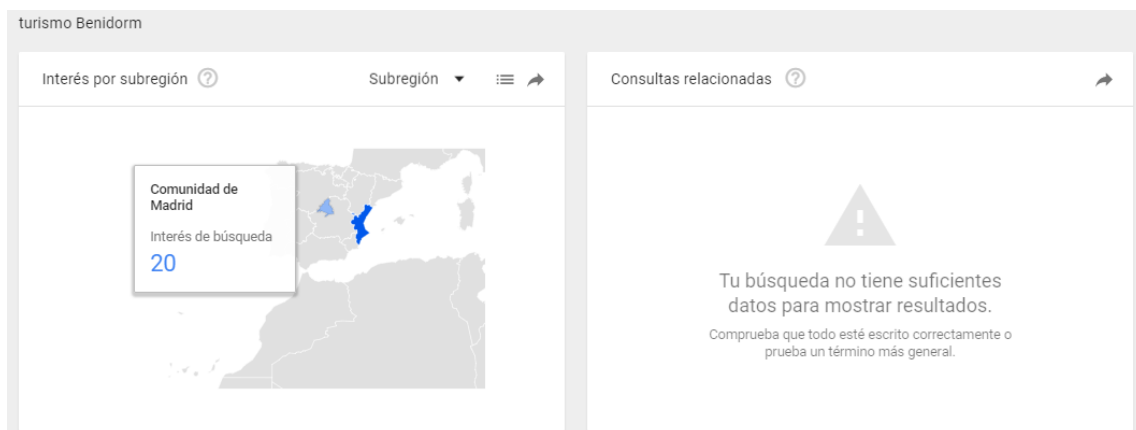 turismo Benidorm
Interés por subregión
Subregión
Consultas relacionadas
Comunidad de
Madrid
Interés de búsqueda
20
Tu búsqueda no tiene suficientes
datos para mostrar resultados.
Comprueba que todo esté escrito correctamente o
prueba un término más general.